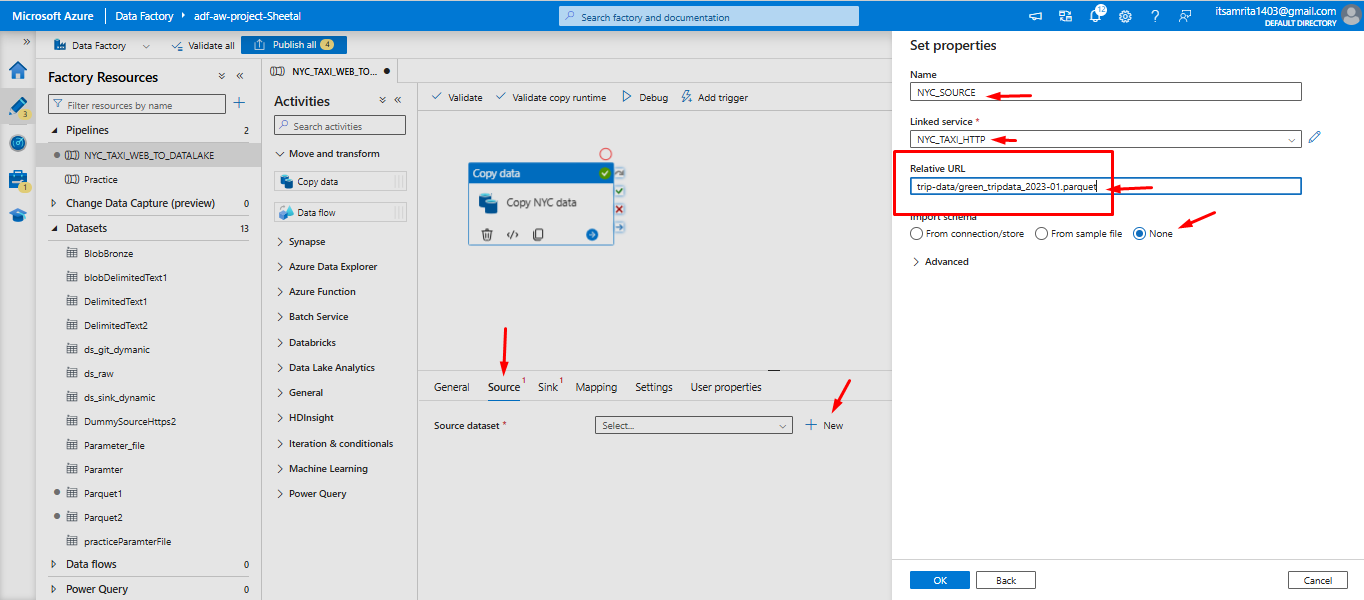 Microsoft Azure
Data Factory
adf-aw-project-Sheetal
Search factory and documentation
12
itsamrita1403@gmail.com
DEFAULT DIRECTORY
Data Factory
Validate all
Publish all 4
3
1
Factory Resources
Filter resources by name
Pipelines 2
NYC_TAXI_WEB_TO_DATALAKE
Practice
Change Data Capture (preview) 0
Datasets 13
BlobBronze
blobDelimitedText1
DelimitedText1
DelimitedText2
ds_git_dymanic
ds_raw
ds_sink_dynamic
DummySourceHttps2
Parameter_file
Paramter
Parquet1
Parquet2
practiceParamterFile
Data flows 0
Power Query 0
NYC_TAXI_WEB_TO...
Activities
Search activities
Move and transform
Copy data
Data flow
Synapse
Azure Data Explorer
Azure Function
Batch Service
Databricks
Data Lake Analytics
General
HDInsight
Iteration & conditionals
Machine Learning
Power Query
Validate
Validate copy runtime
Debug
Add trigger
Copy data
Copy NYC data
General
Source 1
Sink 1
Mapping
Settings
User properties
Source dataset *
Select...
New
Set properties
Name
NYC_SOURCE
Linked service *
NYC_TAXI_HTTP
Relative URL
trip-data/green_tripdata_2023-01.parquet
Import schema
From connection/store
From sample file
None
Advanced
OK
Back
Cancel